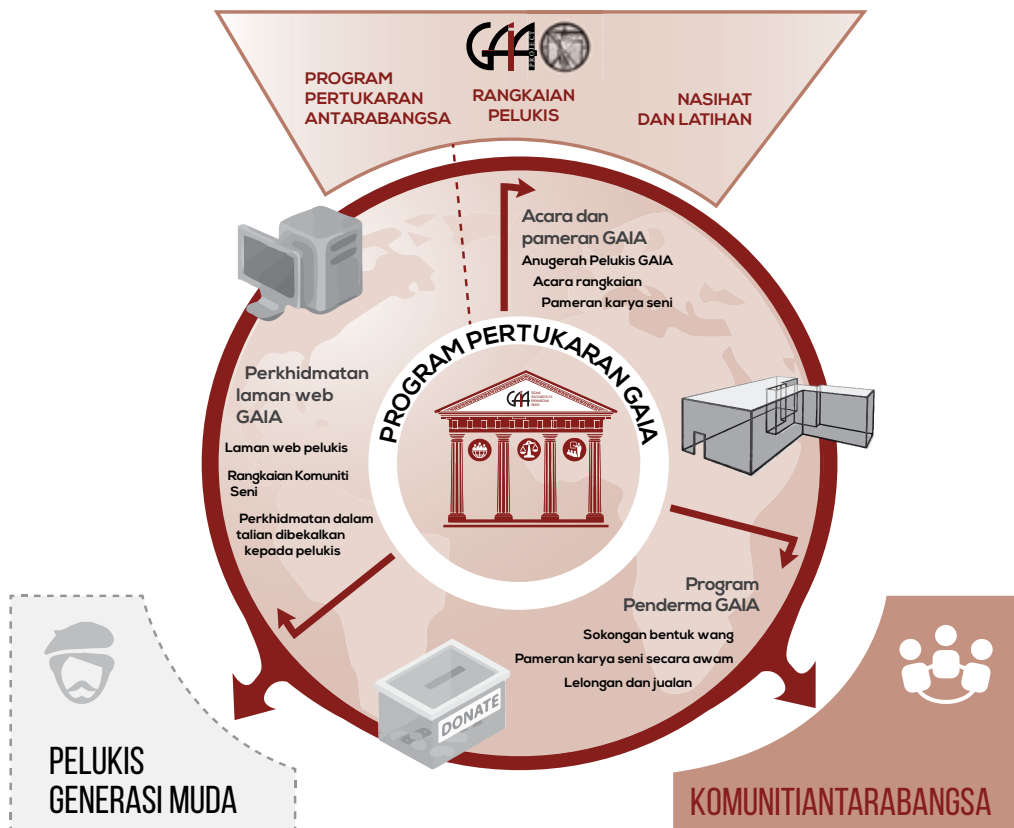 GAiA PROJECT
PROGRAM
PERTUKARAN
ANTARABANGSA
RANGKAIAN
PELUKIS
NASIHAT
DAN LATIHAN
Acara dan
pameran GAIA
Anugerah Pelukis GAIA
Acara rangkaian
Pameran karya seni
PROGRAM PERTUKARAN GAIA
Perkhidmatan
laman web
GAIA
Laman web pelukis
Rangkaian Komuniti
Seni
Perkhidmatan dalam
talian dibekalkan
kepada pelukis
Program
Penderma GAIA
Sokongan bentuk wang
Pameran karya seni secara awam
Lelongan dan jualan
DONATE
PELUKIS
GENERASI MUDA
KOMUNITIANTARABANGSA